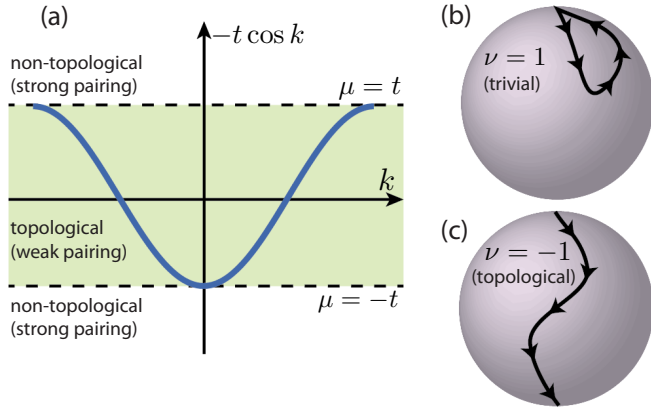 (a)
−t cos k
non-topological
(strong pairing)
μ = t
k
topological
(weak pairing)
non-topological
(strong pairing)
μ = −t
(b)
ν = 1
(trivial)
(c)
ν = −1
(topological)